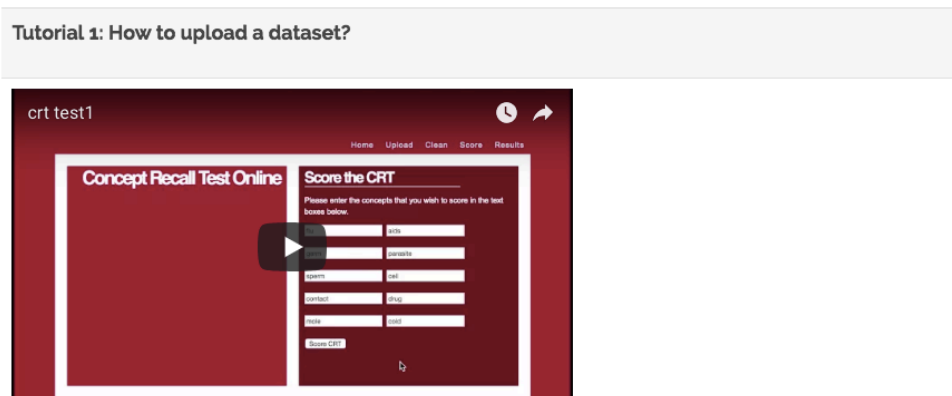 Tutorial 1: How to upload a dataset?
crt test1
Home Upload Clean Score Results
Concept Recall Test Online
Score the CRT
Please enter the concepts that you wish to score in the text
boxes below.
aids
parasite
sperm cell
contact drug
cold
Score CRT